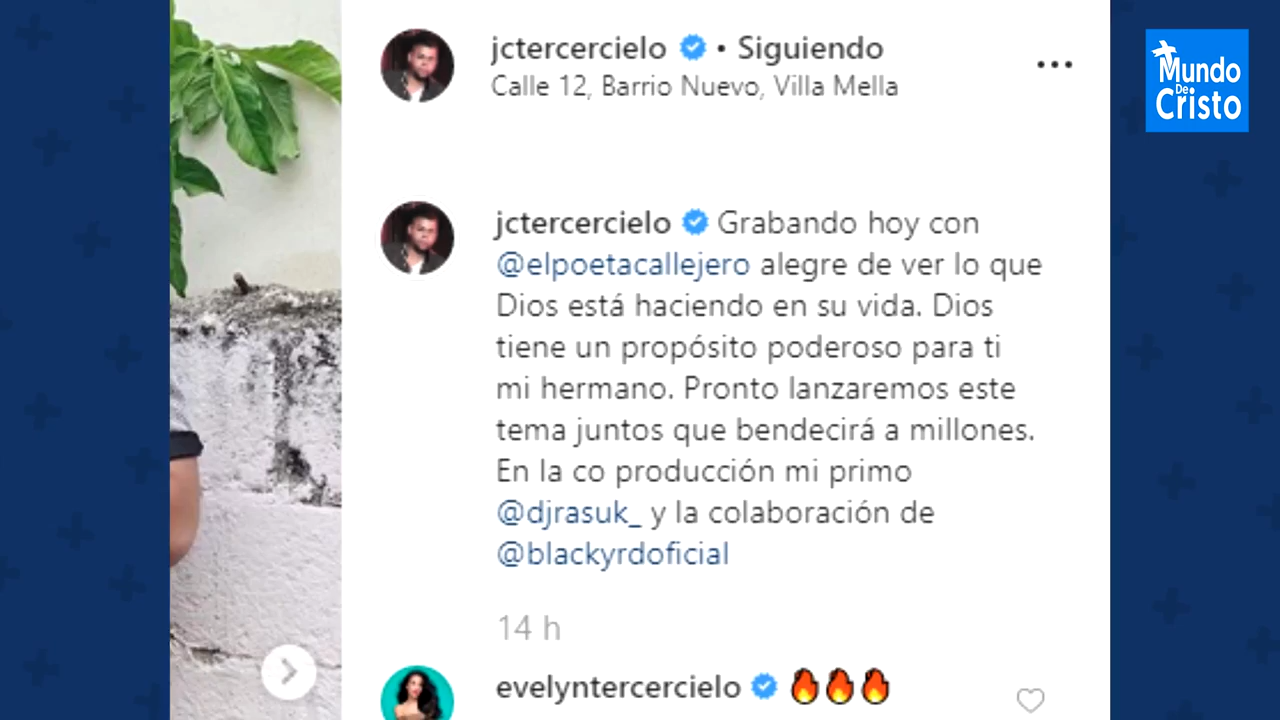 jctercercielo • Siguiendo
Calle 12, Barrio Nuevo, Villa Mella
Mundo
De
Cristo
jctercercielo Grabando hoy con
@elpoetacallejero alegre de ver lo que
Dios está haciendo en su vida. Dios
tiene un propósito poderoso para ti
mi hermano. Pronto lanzaremos este
tema juntos que bendecirá a millones.
En la co producción mi primo
@djrasuk_ y la colaboración de
@blackyrdoficial
14 h
evelyntercercielo 🔥🔥🔥